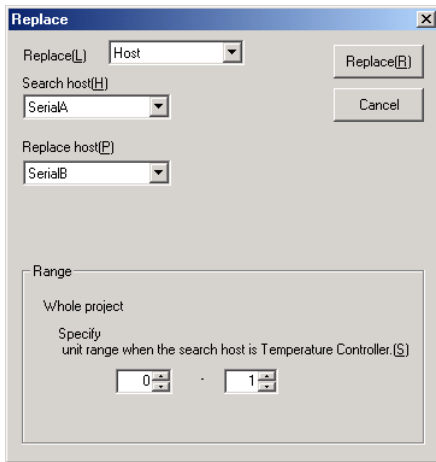 Replace
Replace(L) Host
Replace(R)
Search host(H)
SerialA
Cancel
Replace host(P)
SerialB
Range
Whole project
Specify
unit range when the search host is Temperature Controller.(S)
0 - 1